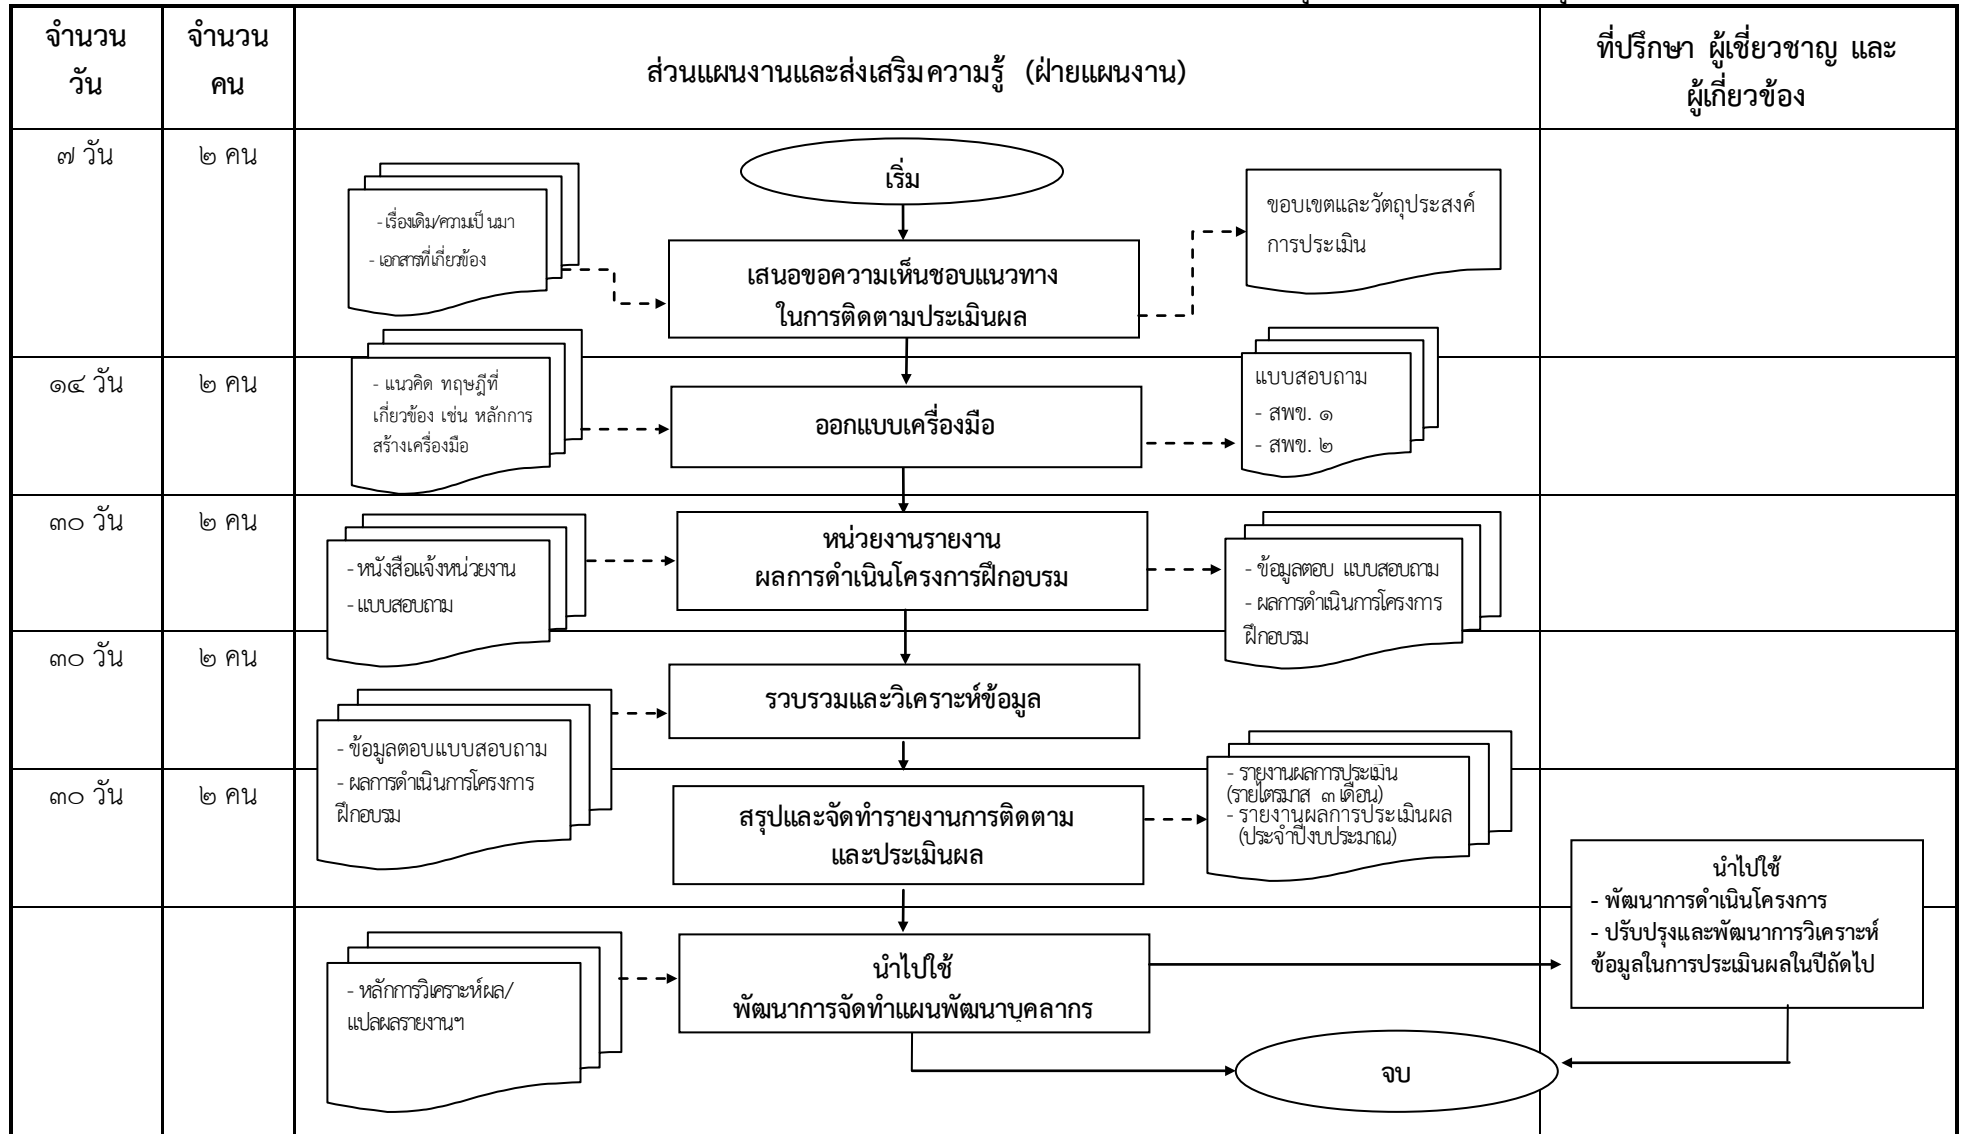 จำนวน
วัน
จำนวน
คน
ส่วนแผนงานและส่งเสริมความรู้ (ฝ่ายแผนงาน)
ที่ปรึกษา ผู้เชี่ยวชาญ และ
ผู้เกี่ยวข้อง
๗ วัน
๒ คน
- เรื่องเดิม/ความเป็นมา
- เอกสารที่เกี่ยวข้อง
เริ่ม
เสนอขอความเห็นชอบแนวทาง
ในการติดตามประเมินผล
ขอบเขตและวัตถุประสงค์
การประเมิน
๑๔ วัน
๒ คน
- แนวคิด ทฤษฎีที่
เกี่ยวข้อง เช่น หลักการ
สร้างเครื่องมือ
ออกแบบเครื่องมือ
แบบสอบถาม
- สพข. ๑
- สพข. ๒
๓๐ วัน
๒ คน
- หนังสือแจ้งหน่วยงาน
- แบบสอบถาม
หน่วยงานรายงาน
ผลการดำเนินโครงการฝึกอบรม
- ข้อมูลตอบ แบบสอบถาม
- ผลการดำเนินการโครงการ
ฝึกอบรม
๓๐ วัน
๒ คน
- ข้อมูลตอบแบบสอบถาม
- ผลการดำเนินการโครงการ
ฝึกอบรม
รวบรวมและวิเคราะห์ข้อมูล
๓๐ วัน
๒ คน
สรุปและจัดทำรายงานการติดตาม
และประเมินผล
- รายงานผลการประเมิน
(รายไตรมาส ๓ เดือน)
- รายงานผลการประเมินผล
(ประจำปีงบประมาณ)
- หลักการวิเคราะห์ผล/
แปลผลรายงานฯ
นำไปใช้
พัฒนาการจัดทำแผนพัฒนาบุคลากร
นำไปใช้
- พัฒนาการดำเนินโครงการ
- ปรับปรุงและพัฒนาการวิเคราะห์
ข้อมูลในการประเมินผลในปีถัดไป
จบ